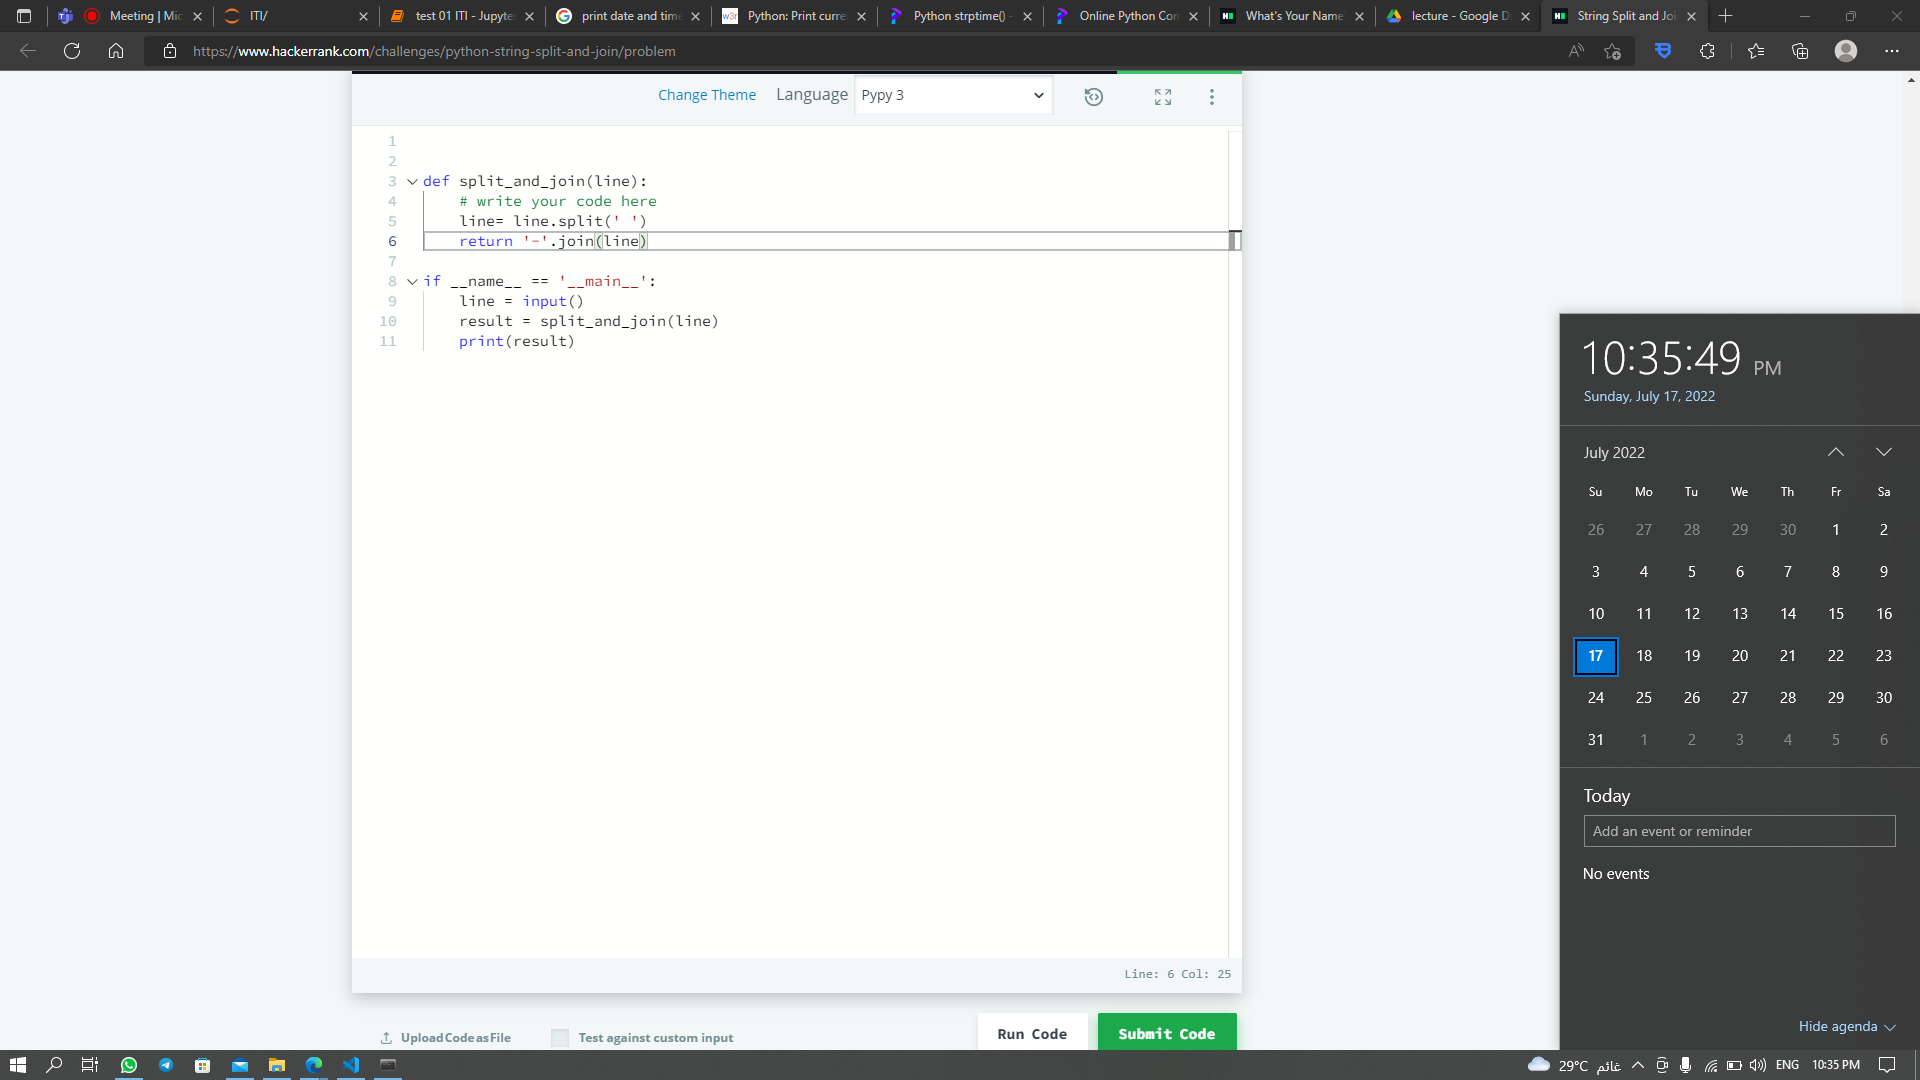 Meeting | Mic
ITI/
test 01 ITI - Jupyte
print date and time
Python: Print curre
Python strptime() -
Online Python Com
What's Your Name
lecture - Google D
String Split and Joi
https://www.hackerrank.com/challenges/python-string-split-and-join/problem
Change Theme Language Pypy 3
1
2
3 def split_and_join(line):
4 # write your code here
5 line= line.split(' ')
6 return '-'.join(line)
7
8 if __name__ == '__main__':
9 line = input()
10 result = split_and_join(line)
11 print(result)
Line: 6 Col: 25
Upload Code as File
Test against custom input
Run Code
Submit Code
10:35:49 PM
Sunday, July 17, 2022
July 2022
Su Mo Tu We Th Fr Sa
26 27 28 29 30 1 2
3 4 5 6 7 8 9
10 11 12 13 14 15 16
17 18 19 20 21 22 23
24 25 26 27 28 29 30
31 1 2 3 4 5 6
Today
Add an event or reminder
No events
Hide agenda
29°C غائم
ENG
10:35 PM